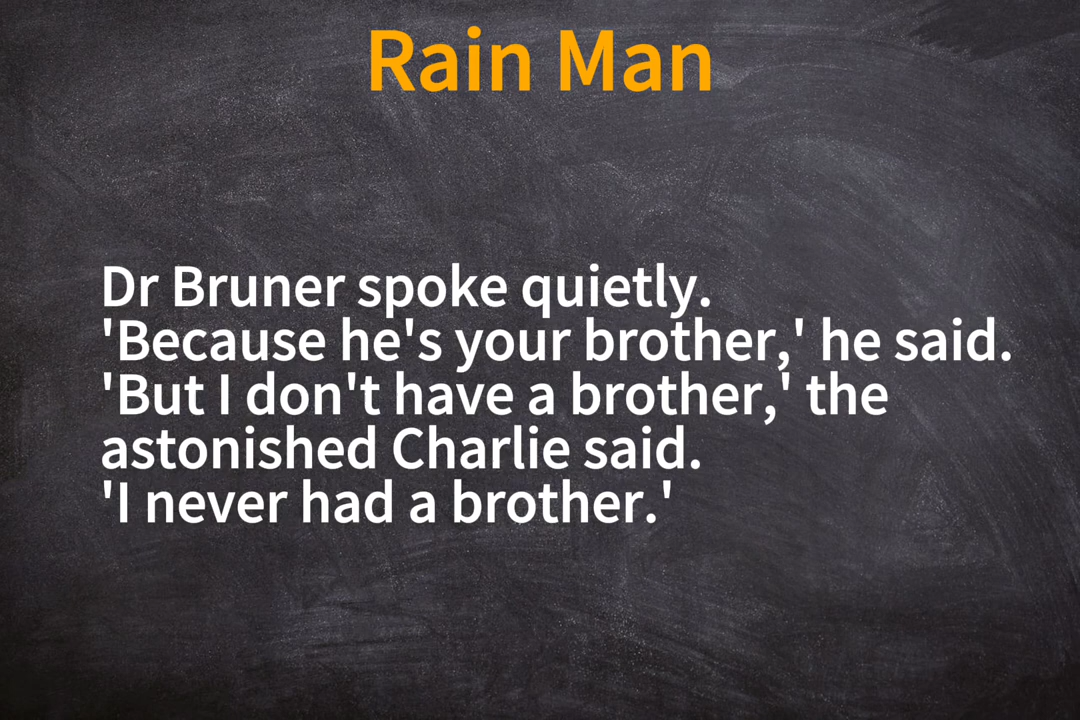 Rain Man
Dr Bruner spoke quietly.
'Because he's your brother,' he said.
'But I don't have a brother,' the
astonished Charlie said.
'I never had a brother.'